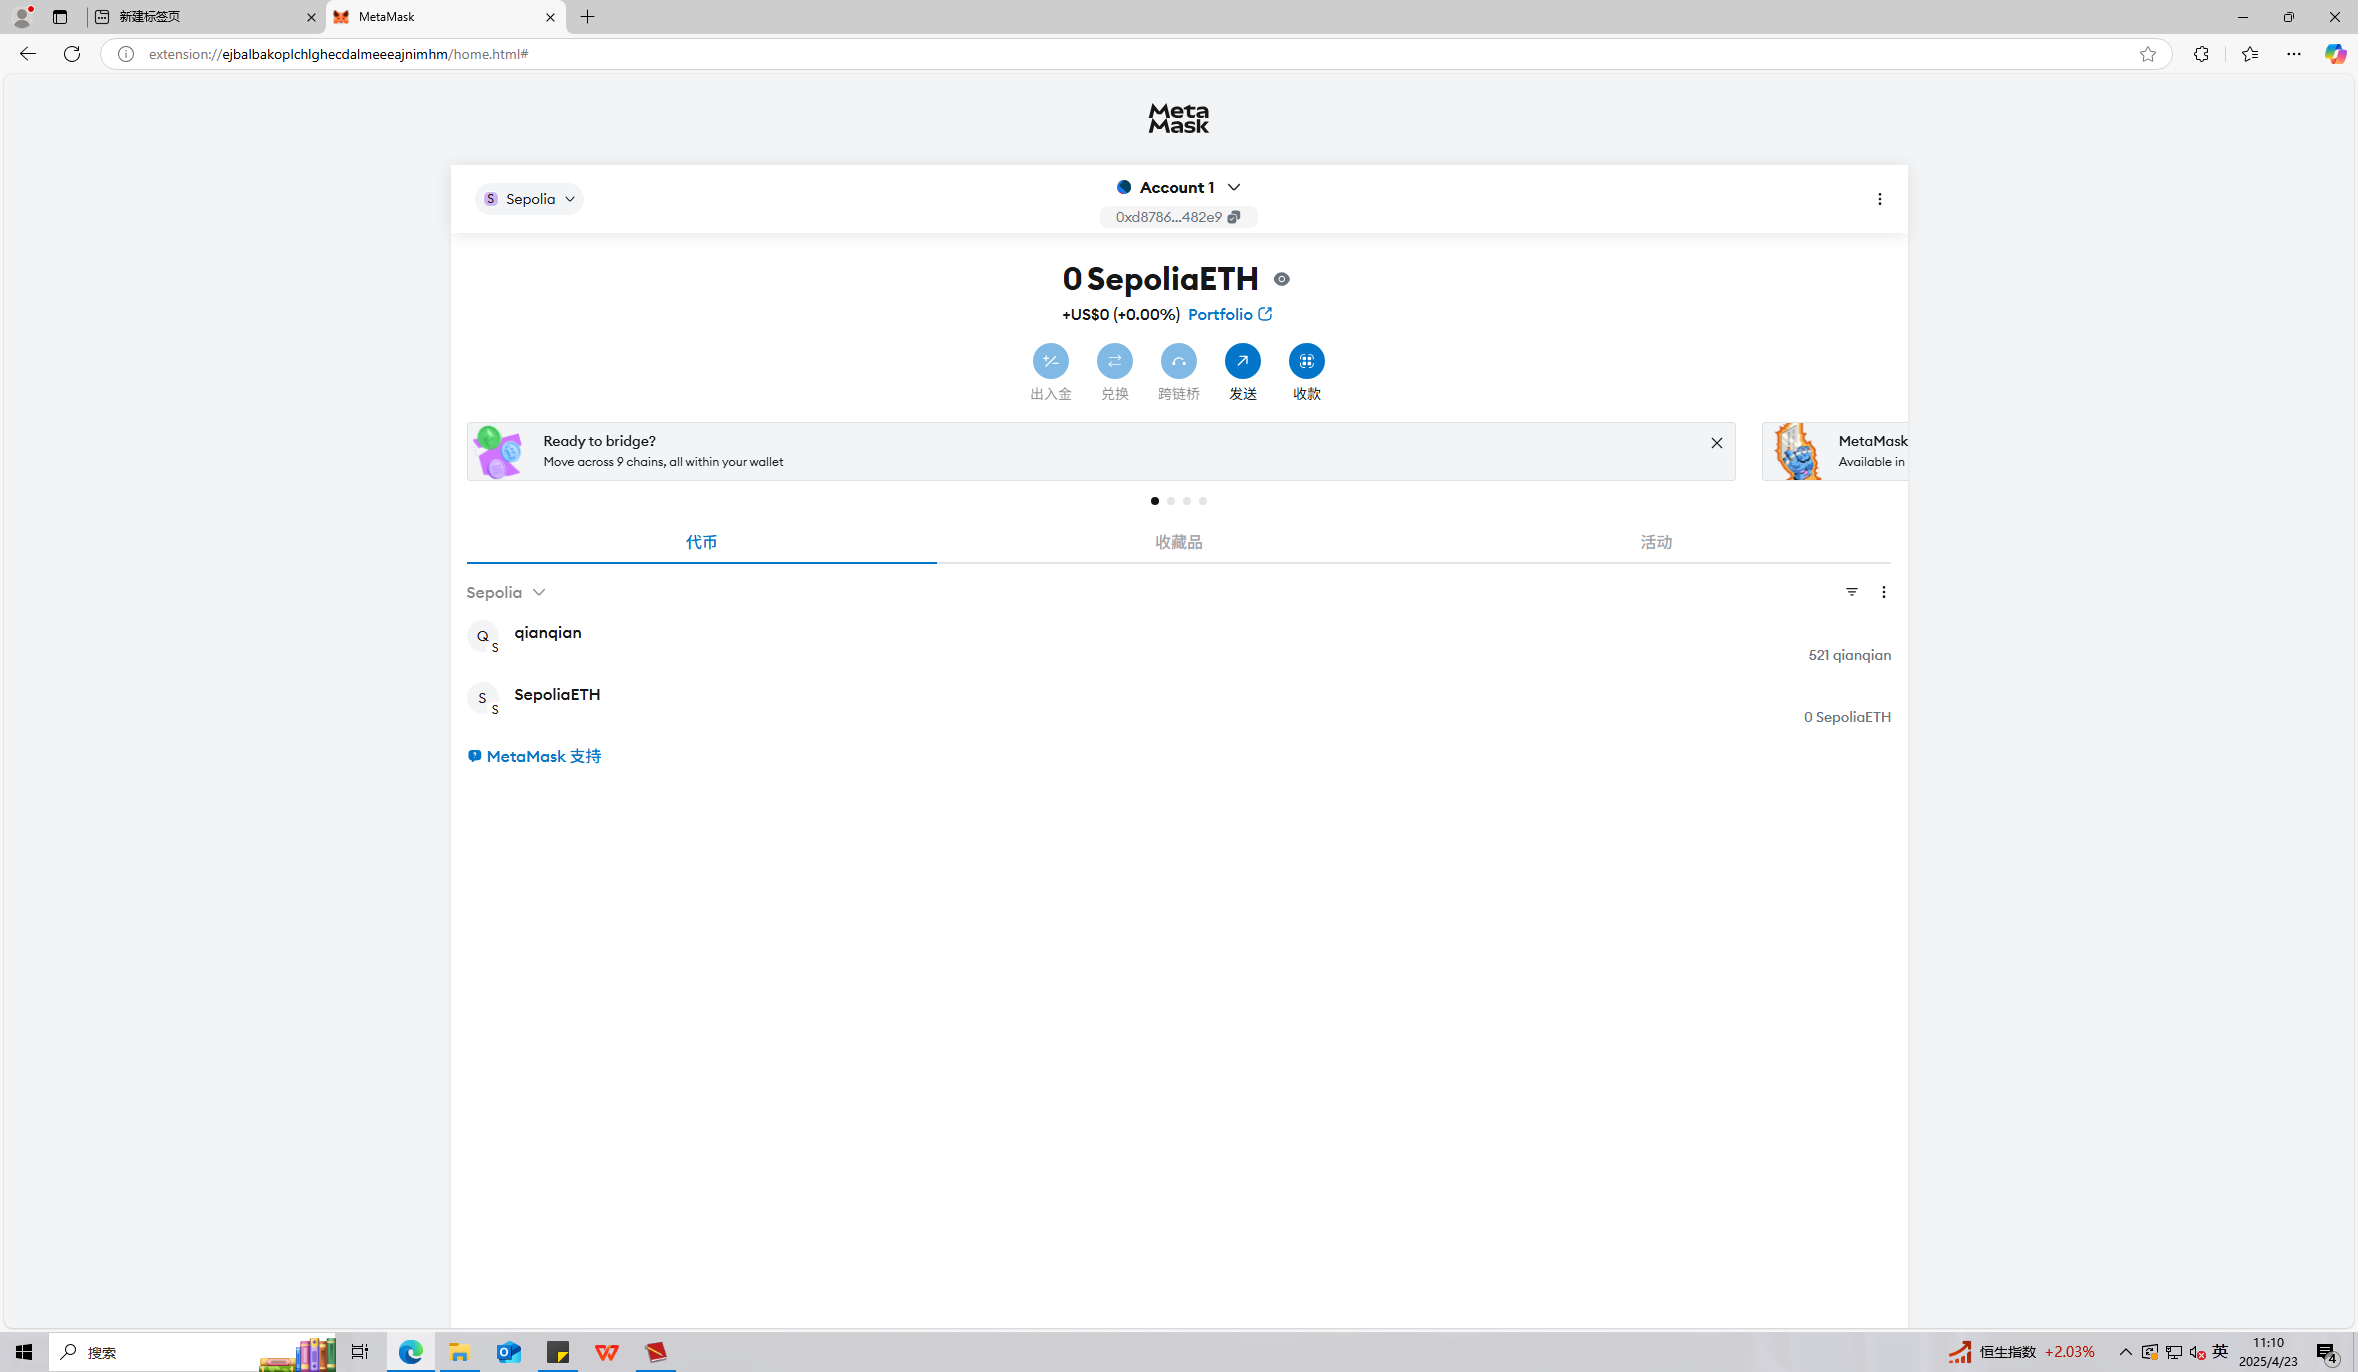 新建标签页
MetaMask
extension://ejbalbakoplchlghecdalmeeeajnimhm/home.html#
Meta
Mask
S Sepolia
Account 1
0xd8786...482e9
0 SepoliaETH
+US$0 (+0.00%) Portfolio
出入金 兑换 跨链桥 发送 收款
Ready to bridge?
Move across 9 chains, all within your wallet
MetaMask
Available in
代币 收藏品 活动
Sepolia
Q S qianqian
521 qianqian
S S SepoliaETH
0 SepoliaETH
MetaMask 支持
搜索
恒生指数 +2.03%
英
11:10
2025/4/23
4